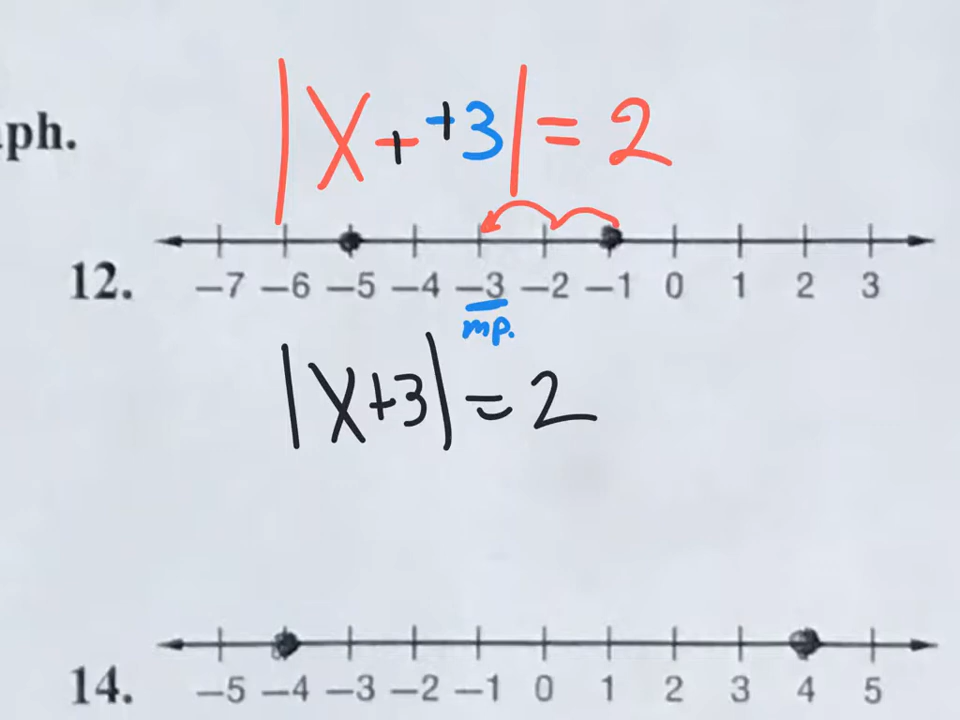 ph.
|X + +3| = 2
12.
-7 -6 -5 -4 -3 -2 -1 0 1 2 3
mp.
|X+3| = 2
14.
-5 -4 -3 -2 -1 0 1 2 3 4 5